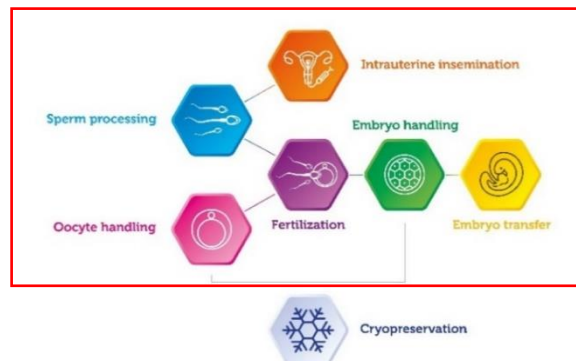 Intrauterine insemination
Sperm processing
Embryo handling
Oocyte handling
Fertilization
Embryo transfer
Cryopreservation